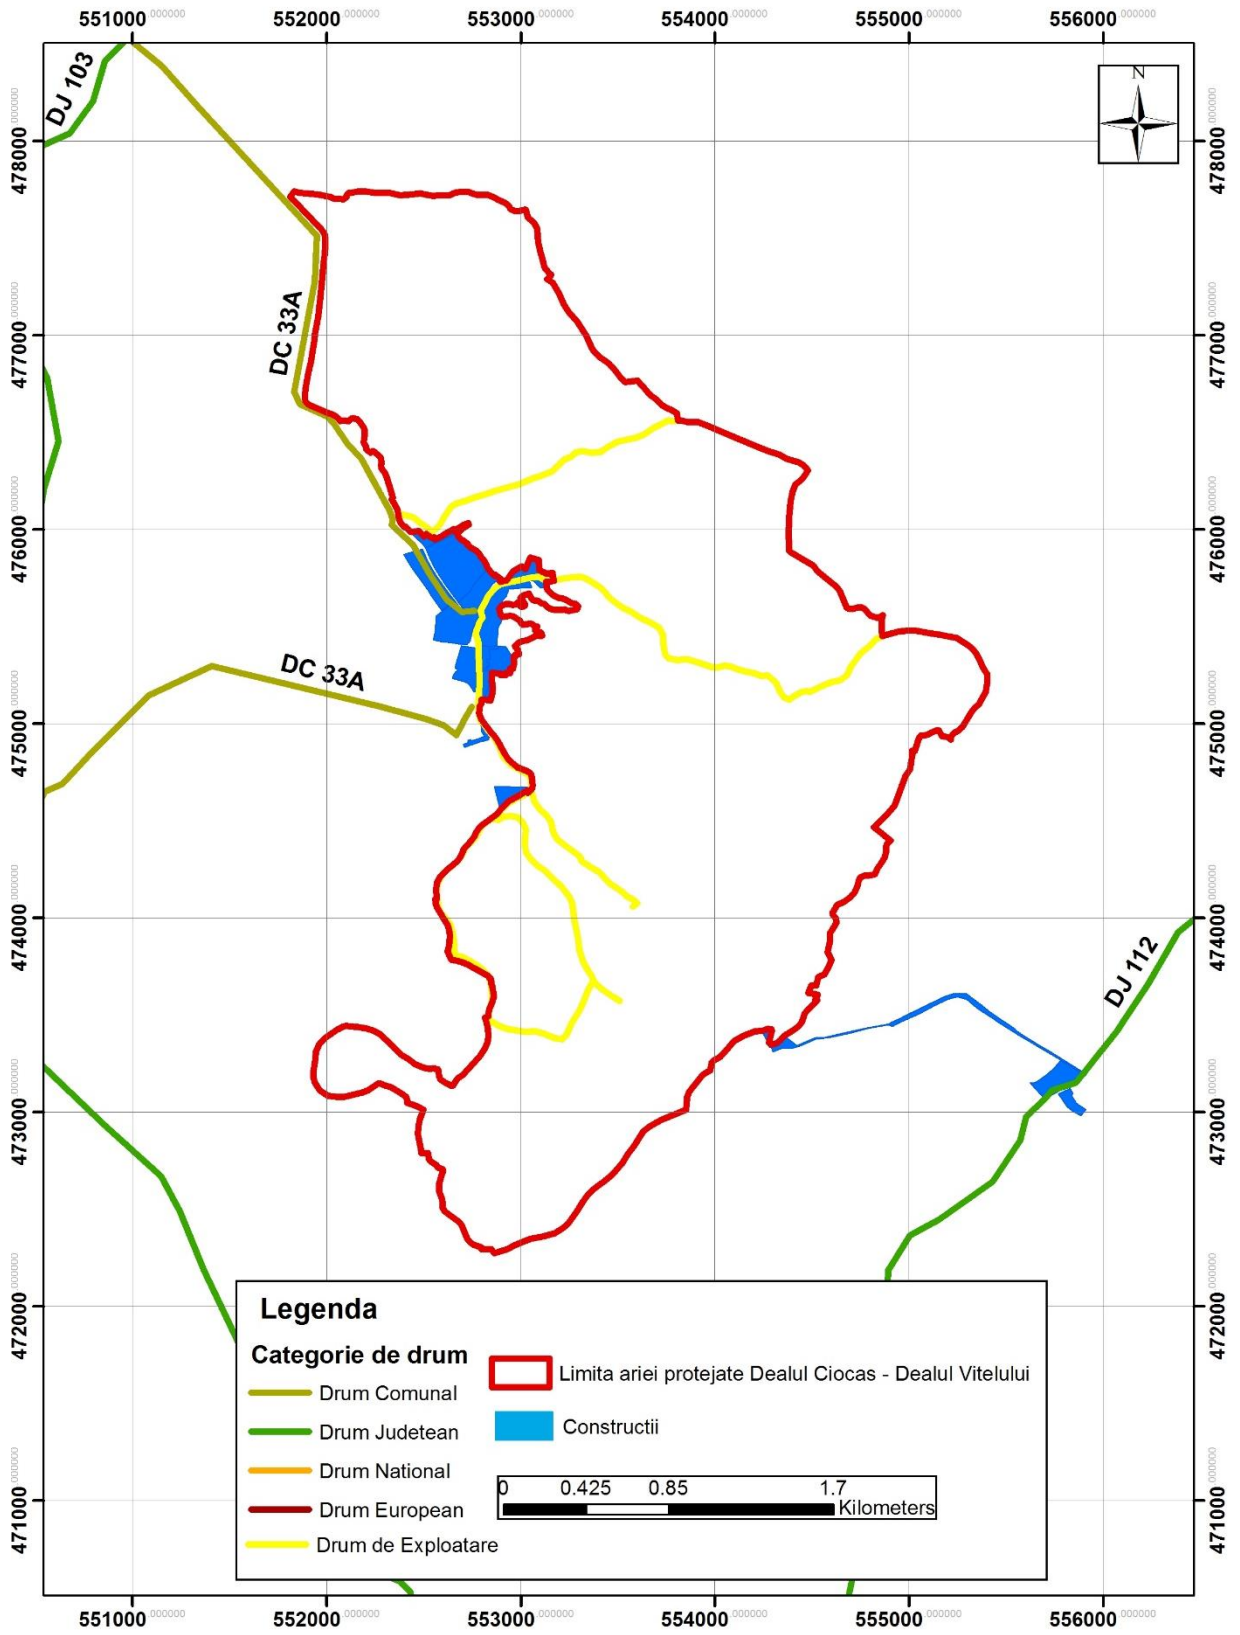 551000.000000 552000.000000 553000.000000 554000.000000 555000.000000 556000.000000
N
DJ 103
478000.000000 478000.000000
477000.000000 477000.000000
DC 33A
476000.000000 476000.000000
DC 33A
475000.000000 475000.000000
474000.000000 474000.000000
DJ 112
473000.000000 473000.000000
472000.000000 472000.000000
Legenda
Categorie de drum
Drum Comunal
Drum Judetean
Drum National
Drum European
Drum de Exploatare
Limita ariei protejate Dealul Ciocas - Dealul Vitelului
Constructii
0 0.425 0.85 1.7
Kilometers
471000.000000 471000.000000
551000.000000 552000.000000 553000.000000 554000.000000 555000.000000 556000.000000